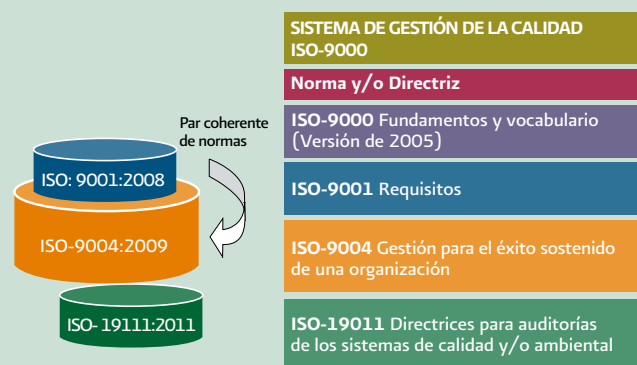 SISTEMA DE GESTIÓN DE LA CALIDAD
ISO-9000
Norma y/o Directriz
ISO-9000 Fundamentos y vocabulario
(Versión de 2005)
ISO-9001 Requisitos
ISO-9004 Gestión para el éxito sostenido
de una organización
ISO-19011 Directrices para auditorías
de los sistemas de calidad y/o ambiental
Par coherente
de normas
ISO: 9001:2008
ISO-9004:2009
ISO- 19111:2011